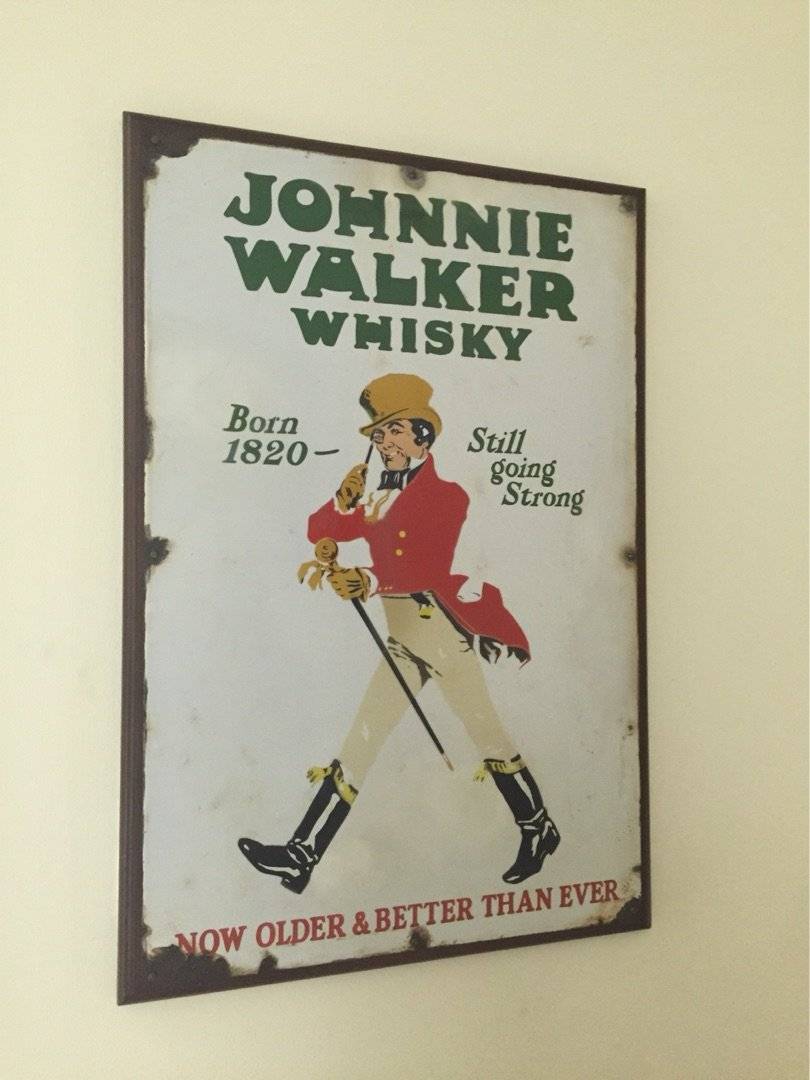 JOHNNIE
WALKER
WHISKY
Born
1820 –
Still
going
Strong
NOW OLDER & BETTER THAN EVER